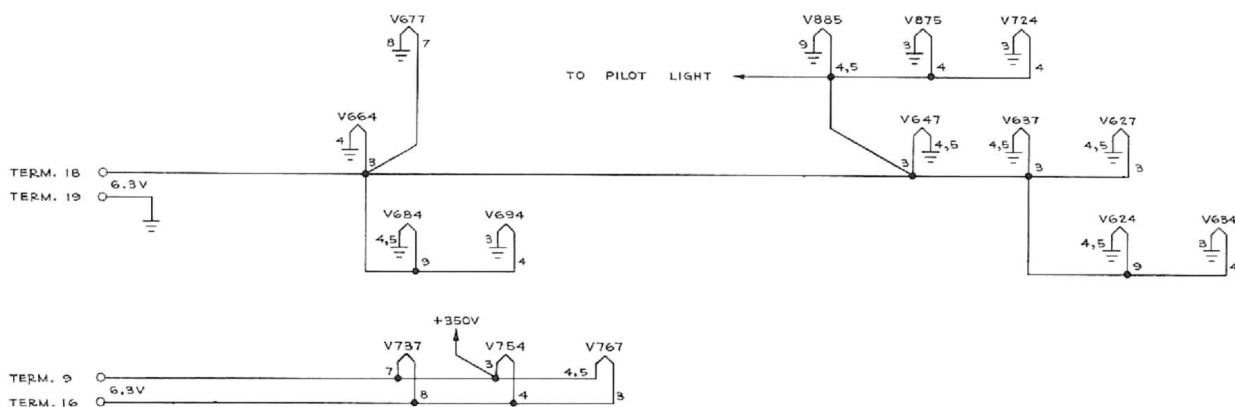 V677
8 7
V885 V875 V724
9 4,5 3 4 3 4
TO PILOT LIGHT
V664
4 3
V647 V637 V627
3 4,5 4,5 3 4,5 3
TERM. 18
6.3V
TERM. 19
V684 V694
4,5 9 3 4
V624 V634
4,5 9 3 4
+350V
V737 V754 V767
7 8 3 4 4,5 3
TERM. 9
6.3V
TERM. 16